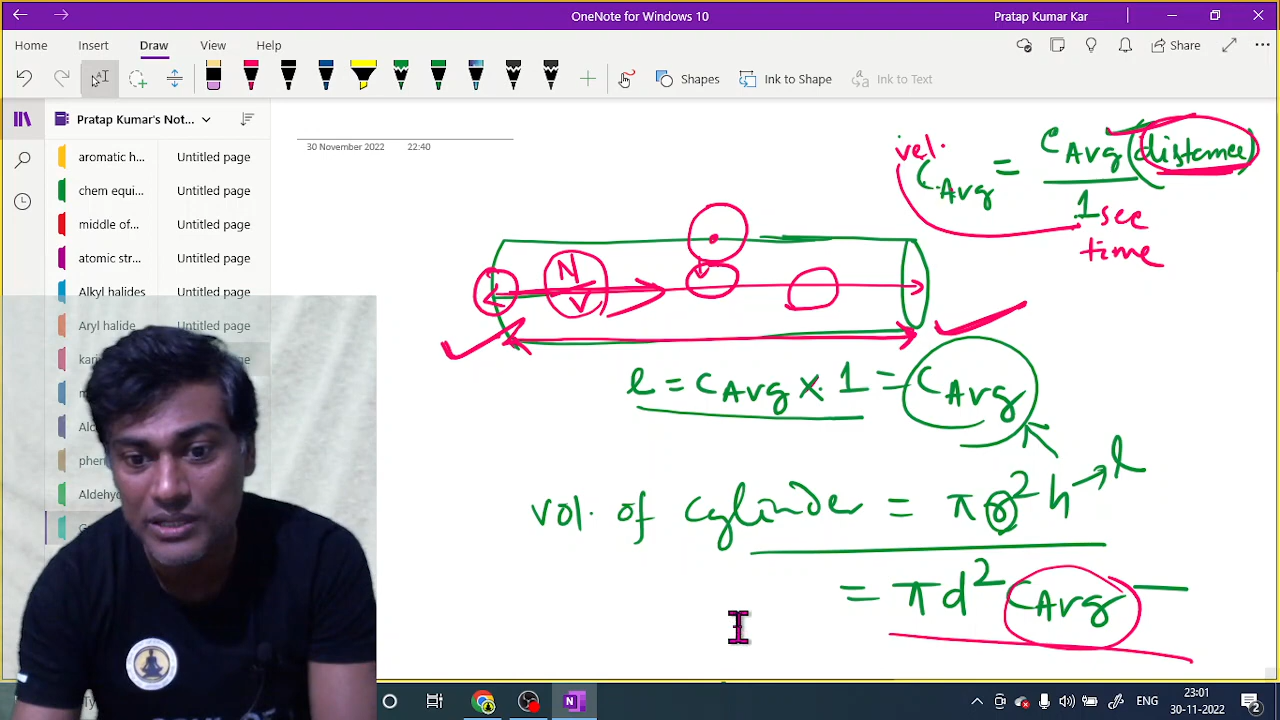 OneNote for Windows 10
Pratap Kumar Kar
Home Insert Draw View Help
Share
Shapes
Ink to Shape
Ink to Text
Pratap Kumar's Not...
aromatic h... Untitled page
chem equi... Untitled page
middle of... Untitled page
atomic str... Untitled page
Alkyl halides Untitled page
Aryl halide Untitled page
Aldehy
30 November 2022 22:40
vel.
CAvg = CAvg (distance)
1 sec
time
N
l = CAvg × 1 = CAvg
vol. of cylinder = πr²h → l
= πd² CAvg
ENG
23:01
30-11-2022
2